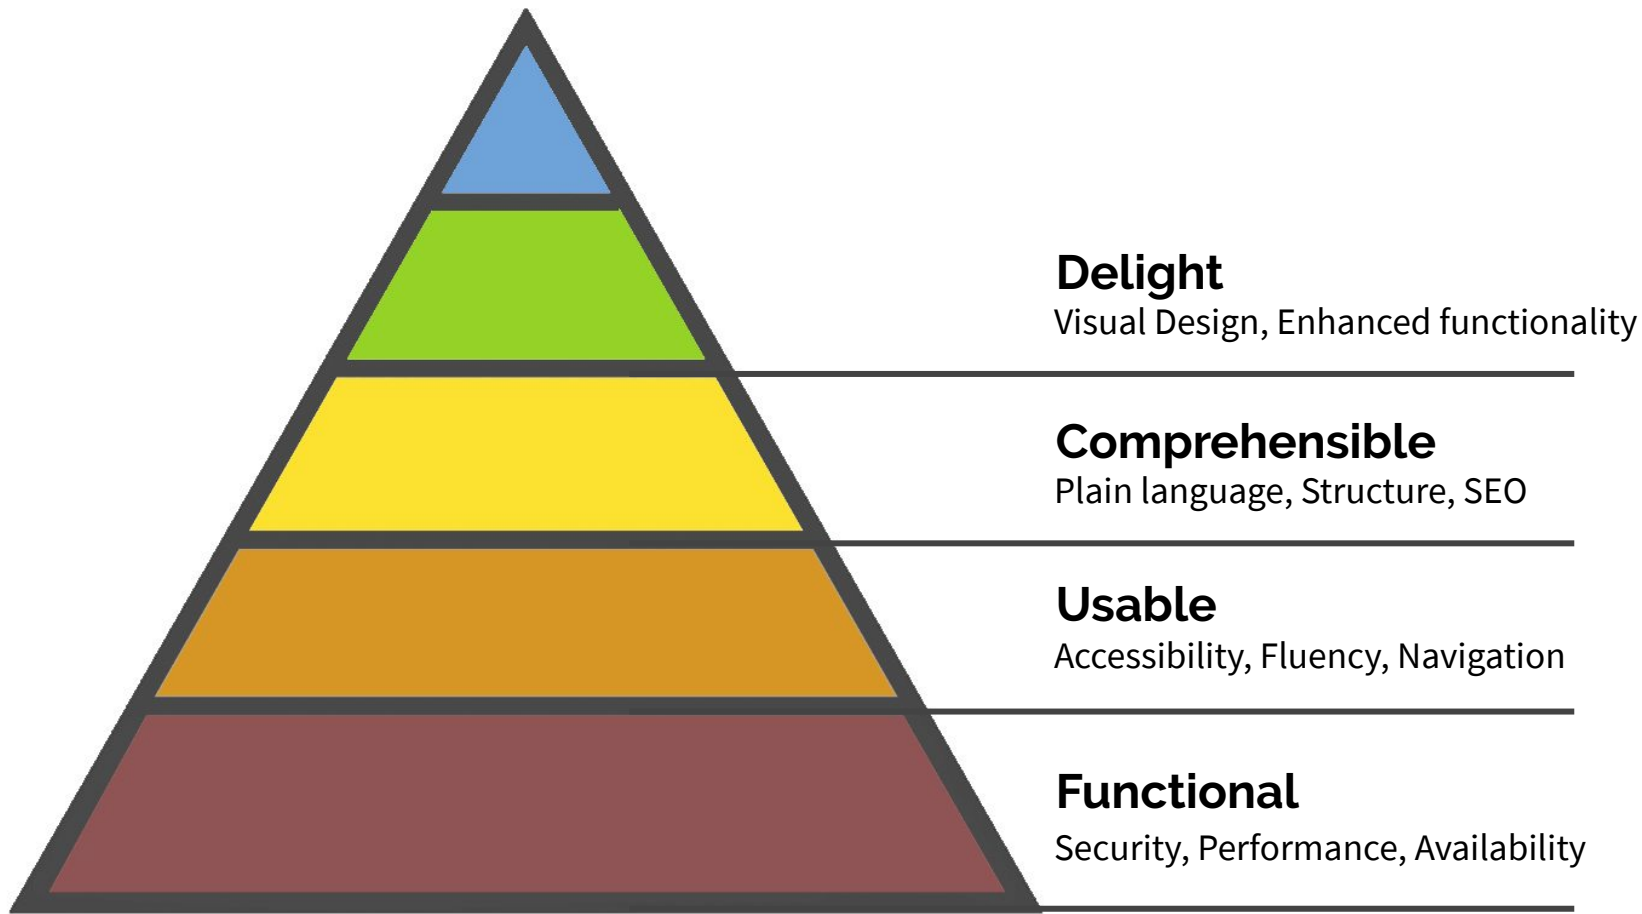 Delight
Visual Design, Enhanced functionality
Comprehensible
Plain language, Structure, SEO
Usable
Accessibility, Fluency, Navigation
Functional
Security, Performance, Availability